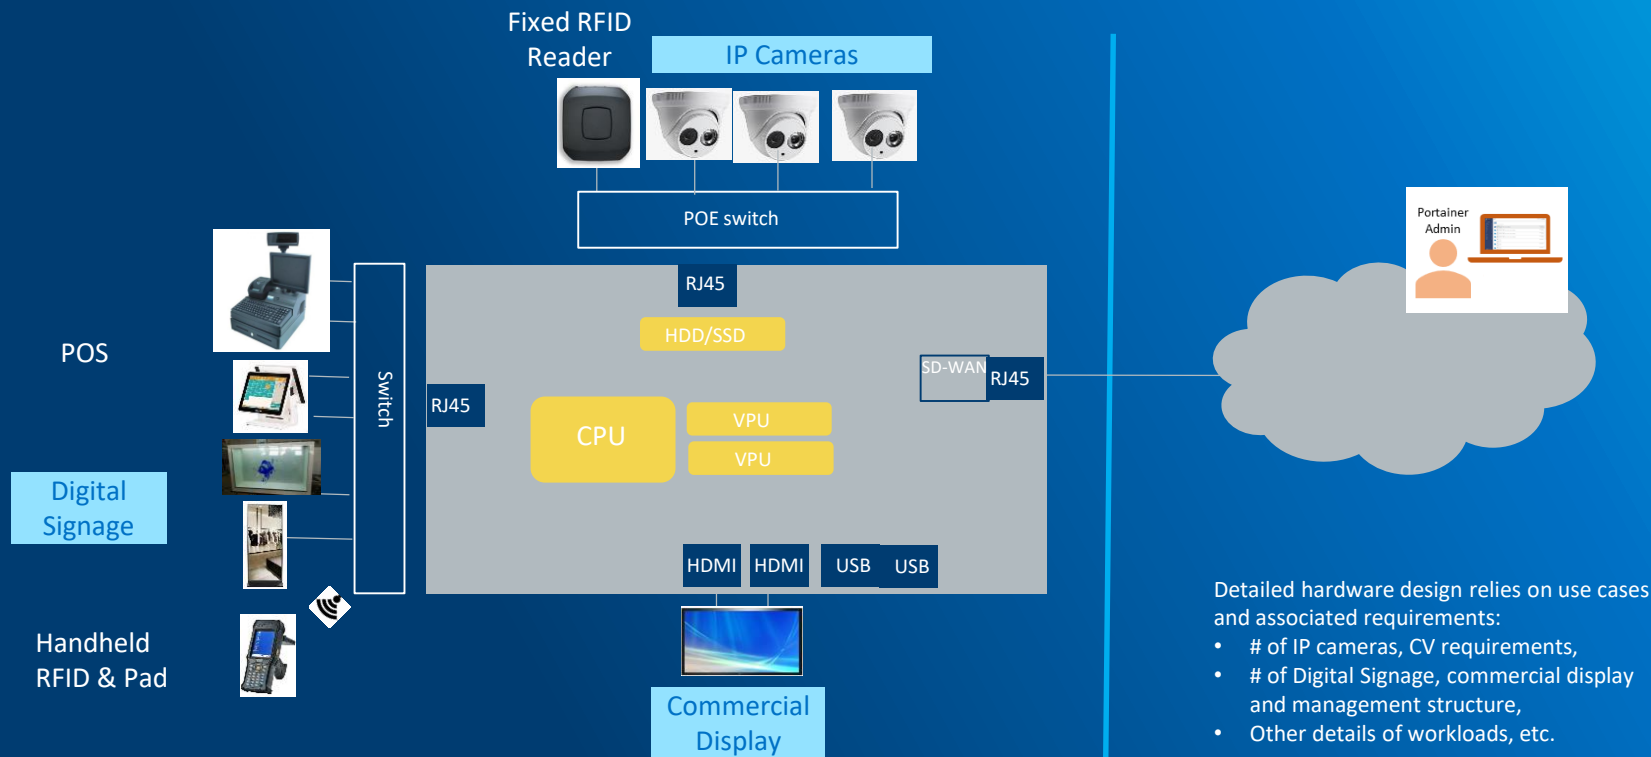 Fixed RFID
Reader
IP Cameras
POE switch
Portainer
Admin
RJ45
HDD/SSD
POS
Switch
RJ45
SD-WAN
RJ45
CPU
VPU
VPU
Digital
Signage
HDMI
HDMI
USB
USB
Handheld
RFID & Pad
Commercial
Display
Detailed hardware design relies on use cases
and associated requirements:
• # of IP cameras, CV requirements,
• # of Digital Signage, commercial display
and management structure,
• Other details of workloads, etc.